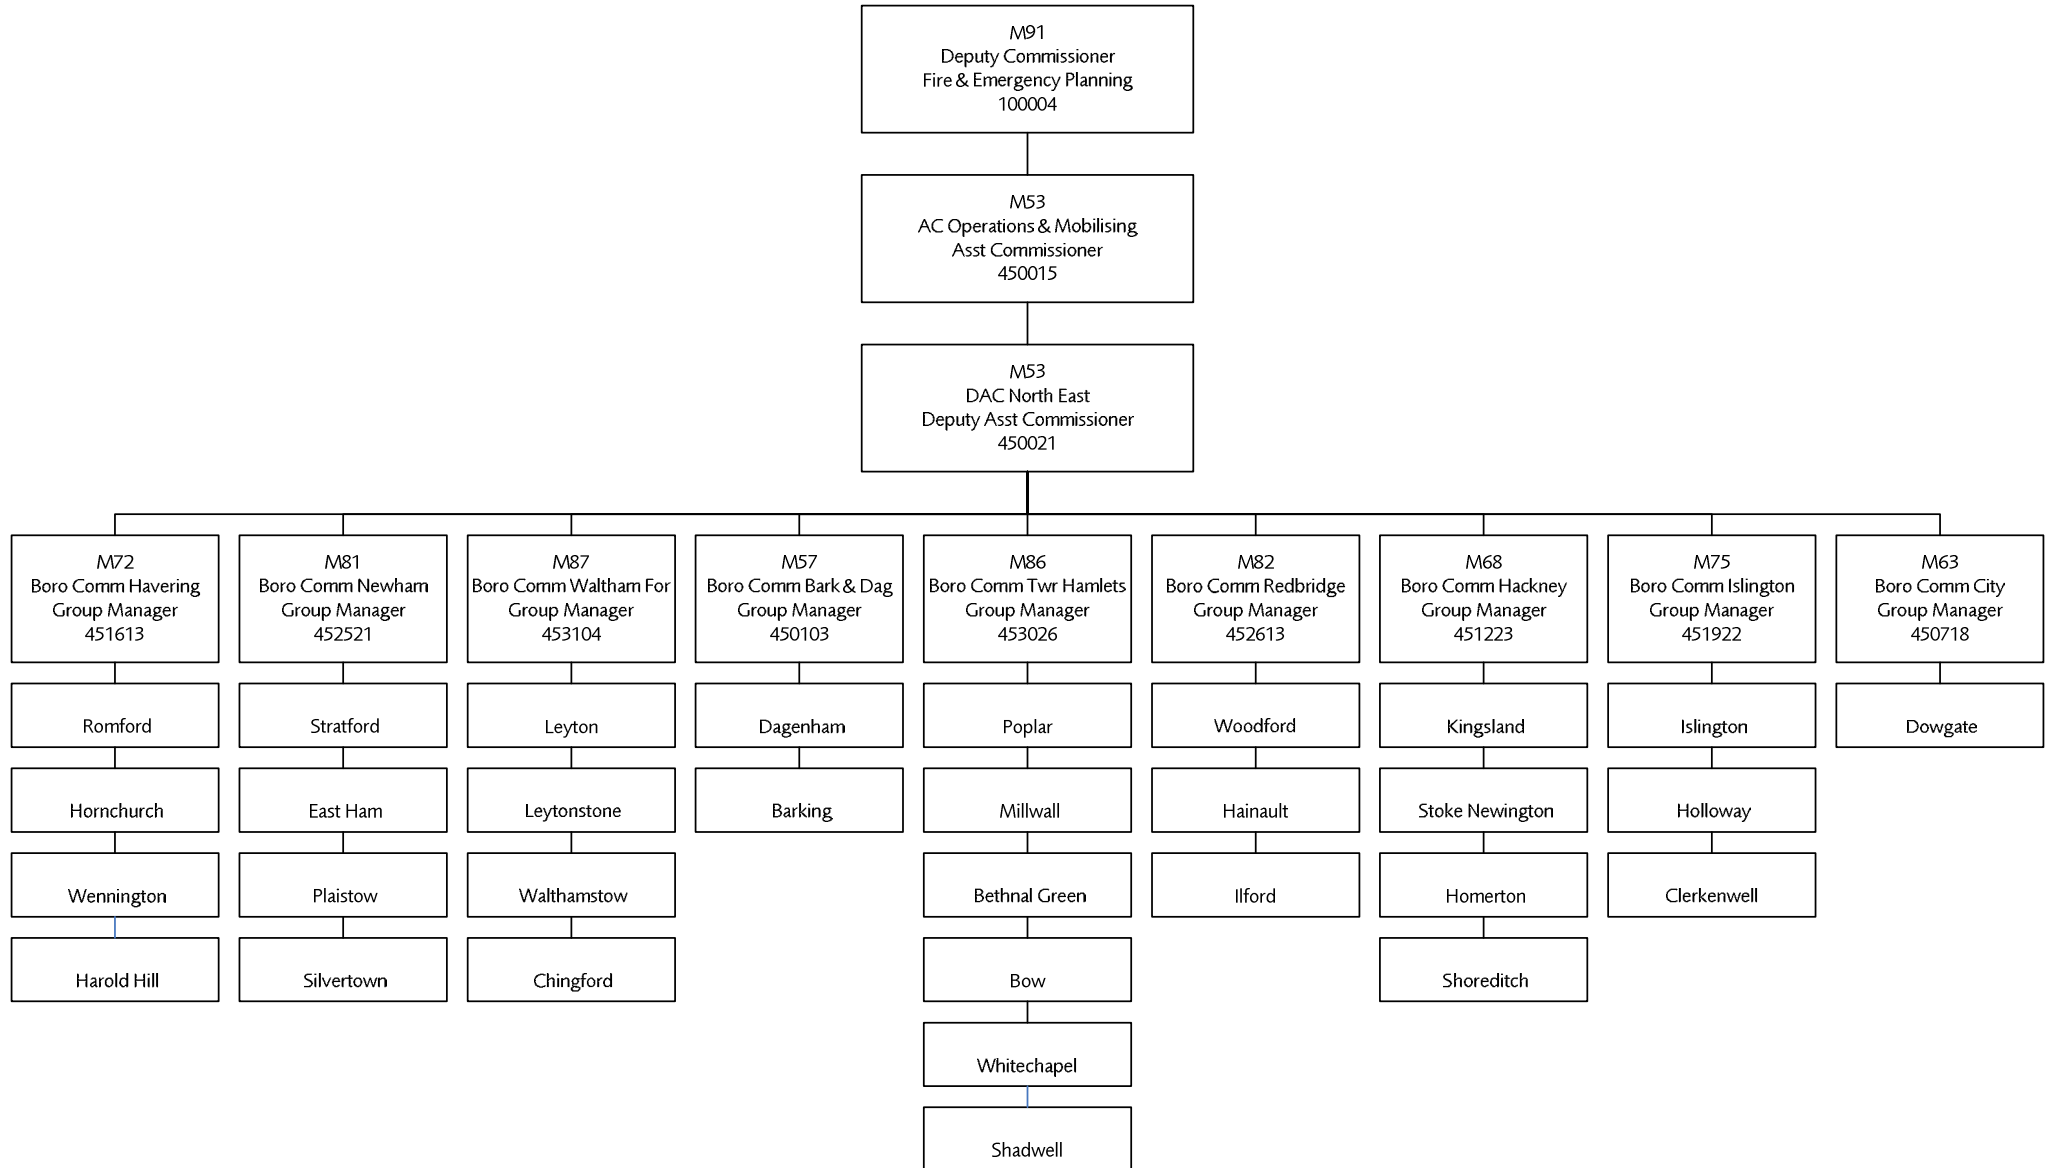 M91
Deputy Commissioner
Fire & Emergency Planning
100004
M53
AC Operations & Mobilising
Asst Commissioner
450015
M53
DAC North East
Deputy Asst Commissioner
450021
M72
Boro Comm Havering
Group Manager
451613
Romford
Hornchurch
Wennington
Harold Hill
M81
Boro Comm Newham
Group Manager
452521
Stratford
East Ham
Plaistow
Silvertown
M87
Boro Comm Waltham For
Group Manager
453104
Leyton
Leytonstone
Walthamstow
Chingford
M57
Boro Comm Bark & Dag
Group Manager
450103
Dagenham
Barking
M86
Boro Comm Twr Hamlets
Group Manager
453026
Poplar
Millwall
Bethnal Green
Bow
Whitechapel
Shadwell
M82
Boro Comm Redbridge
Group Manager
452613
Woodford
Hainault
Ilford
M68
Boro Comm Hackney
Group Manager
451223
Kingsland
Stoke Newington
Homerton
Shoreditch
M75
Boro Comm Islington
Group Manager
451922
Islington
Holloway
Clerkenwell
M63
Boro Comm City
Group Manager
450718
Dowgate